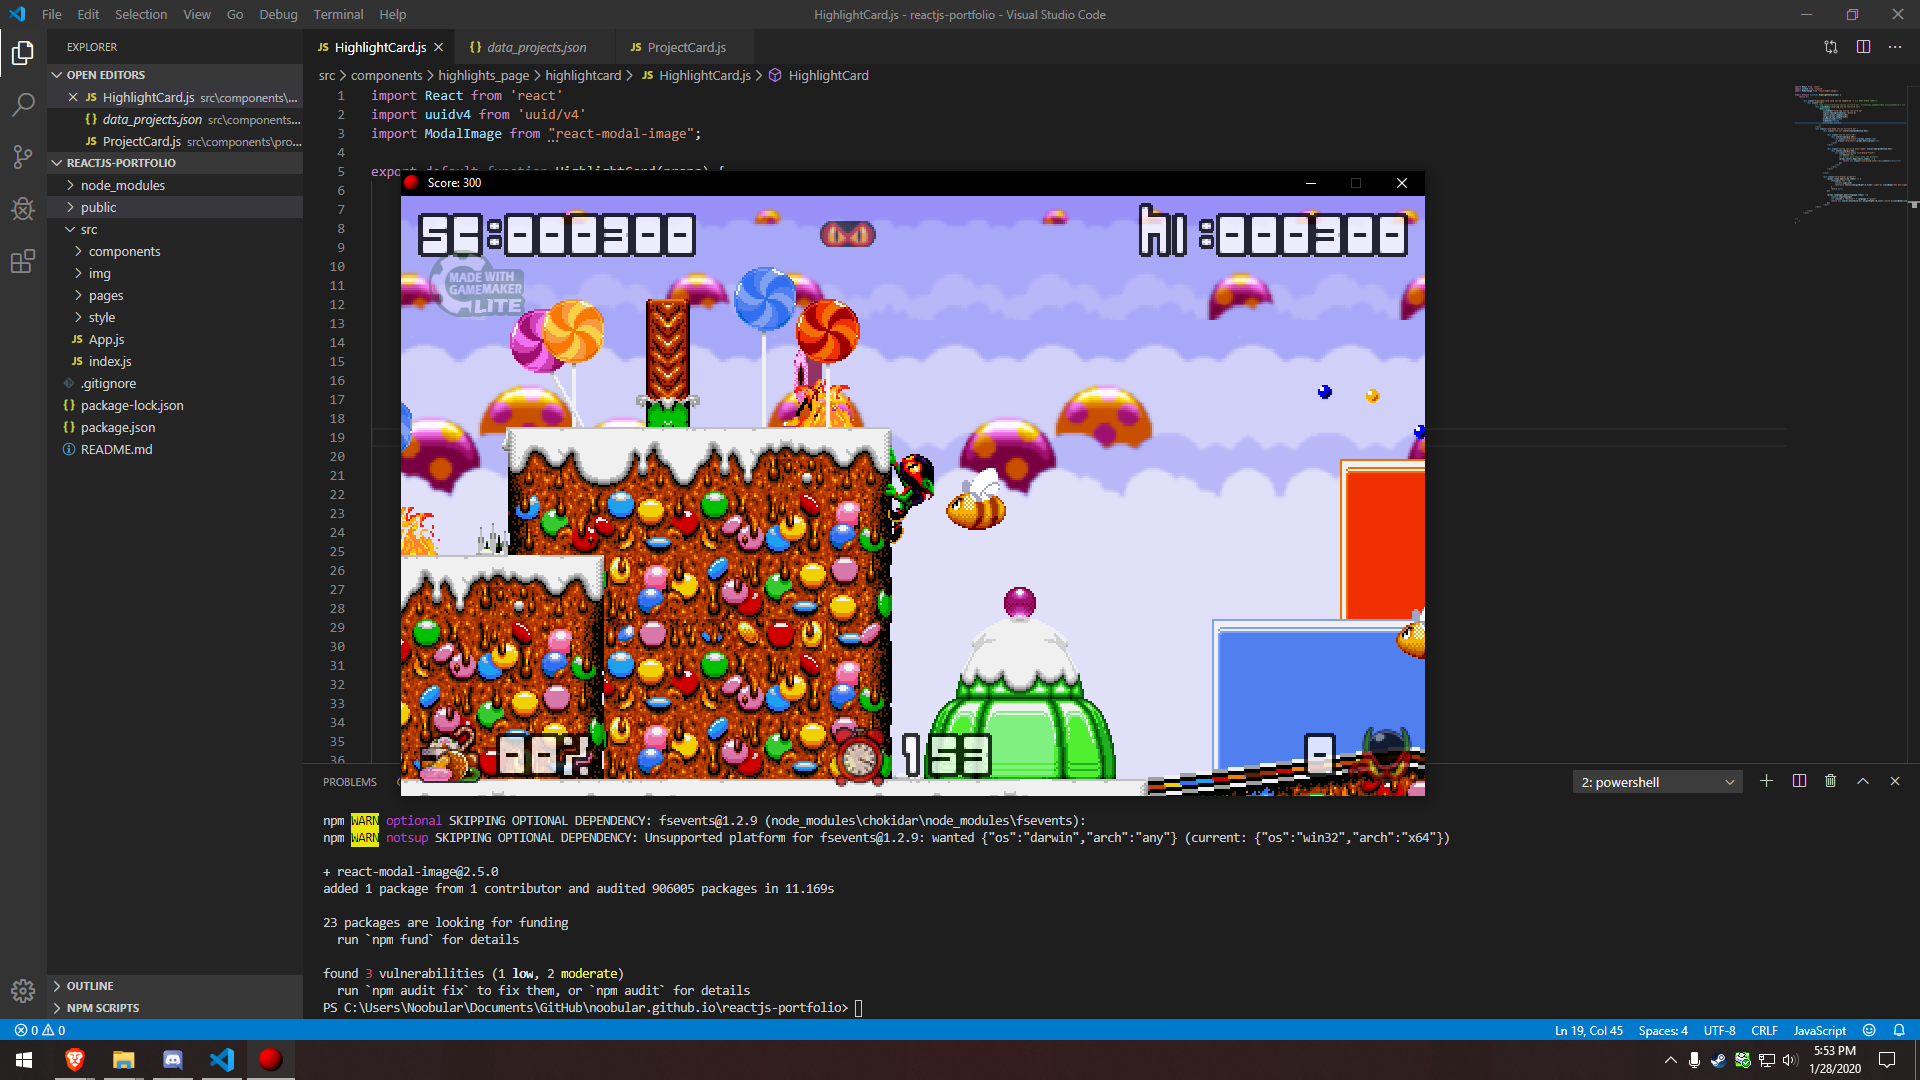 File Edit Selection View Go Debug Terminal Help
HighlightCard.js - reactjs-portfolio - Visual Studio Code
EXPLORER
OPEN EDITORS
JS HighlightCard.js src\components\...
{} data_projects.json src\components...
JS ProjectCard.js src\components\pro...
REACTJS-PORTFOLIO
node_modules
public
src
components
img
pages
style
JS App.js
JS index.js
.gitignore
{} package-lock.json
{} package.json
README.md
OUTLINE
NPM SCRIPTS
JS HighlightCard.js
{} data_projects.json
JS ProjectCard.js
src > components > highlights_page > highlightcard > JS HighlightCard.js > HighlightCard
1 import React from 'react'
2 import uuidv4 from 'uuid/v4'
3 import ModalImage from "react-modal-image";
4
5 export default function HighlightCard(props) {
6
7
8
9
10
11
12
13
14
15
16
17
18
19
20
21
22
23
24
25
26
27
28
29
30
31
32
33
34
35
36
Score: 300
SC:000300
hi:000300
MADE WITH
GAMEMAKER
LITE
00%
153
0
PROBLEMS
2: powershell
npm WARN optional SKIPPING OPTIONAL DEPENDENCY: fsevents@1.2.9 (node_modules\chokidar\node_modules\fsevents):
npm WARN notsup SKIPPING OPTIONAL DEPENDENCY: Unsupported platform for fsevents@1.2.9: wanted {"os":"darwin","arch":"any"} (current: {"os":"win32","arch":"x64"})
+ react-modal-image@2.5.0
added 1 package from 1 contributor and audited 906005 packages in 11.169s
23 packages are looking for funding
run `npm fund` for details
found 3 vulnerabilities (1 low, 2 moderate)
run `npm audit fix` to fix them, or `npm audit` for details
PS C:\Users\Noobular\Documents\GitHub\noobular.github.io\reactjs-portfolio>
0 0
Ln 19, Col 45 Spaces: 4 UTF-8 CRLF JavaScript
5:53 PM
1/28/2020